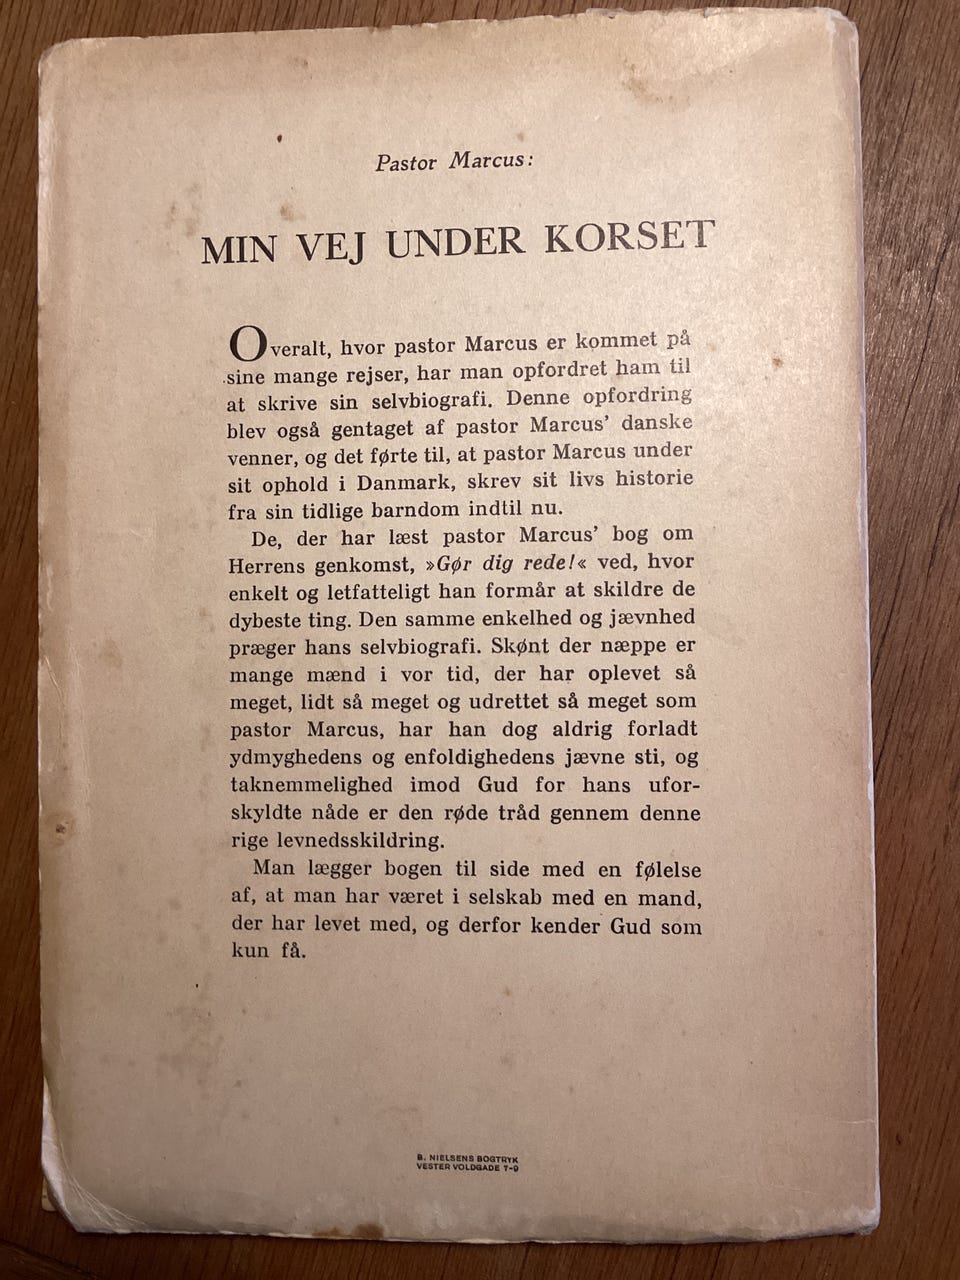 Pastor Marcus:
MIN VEJ UNDER KORSET
Overalt, hvor pastor Marcus er kommet på
sine mange rejser, har man opfordret ham til
at skrive sin selvbiografi. Denne opfordring
blev også gentaget af pastor Marcus’ danske
venner, og det førte til, at pastor Marcus under
sit ophold i Danmark, skrev sit livs historie
fra sin tidlige barndom indtil nu.
De, der har læst pastor Marcus’ bog om
Herrens genkomst, »Gør dig rede!« ved, hvor
enkelt og letfatteligt han formår at skildre de
dybeste ting. Den samme enkelhed og jævnhed
præger hans selvbiografi. Skønt der næppe er
mange mænd i vor tid, der har oplevet så
meget, lidt så meget og udrettet så meget som
pastor Marcus, har han dog aldrig forladt
ydmyghedens og enfoldighedens jævne sti, og
taknemmelighed imod Gud for hans ufor-
skyldte nåde er den røde tråd gennem denne
rige levnedsskildring.
Man lægger bogen til side med en følelse
af, at man har været i selskab med en mand,
der har levet med, og derfor kender Gud som
kun få.
B. NIELSENS BOGTRYK
VESTER VOLDGADE 7-9